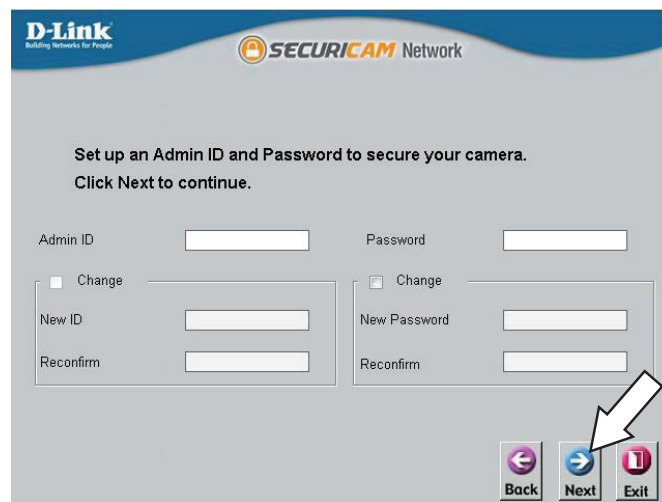 D-Link
Building Networks for People
SECURICAM Network
Set up an Admin ID and Password to secure your camera.
Click Next to continue.
Admin ID
Password
Change
Change
New ID
New Password
Reconfirm
Reconfirm
Back
Next
Exit